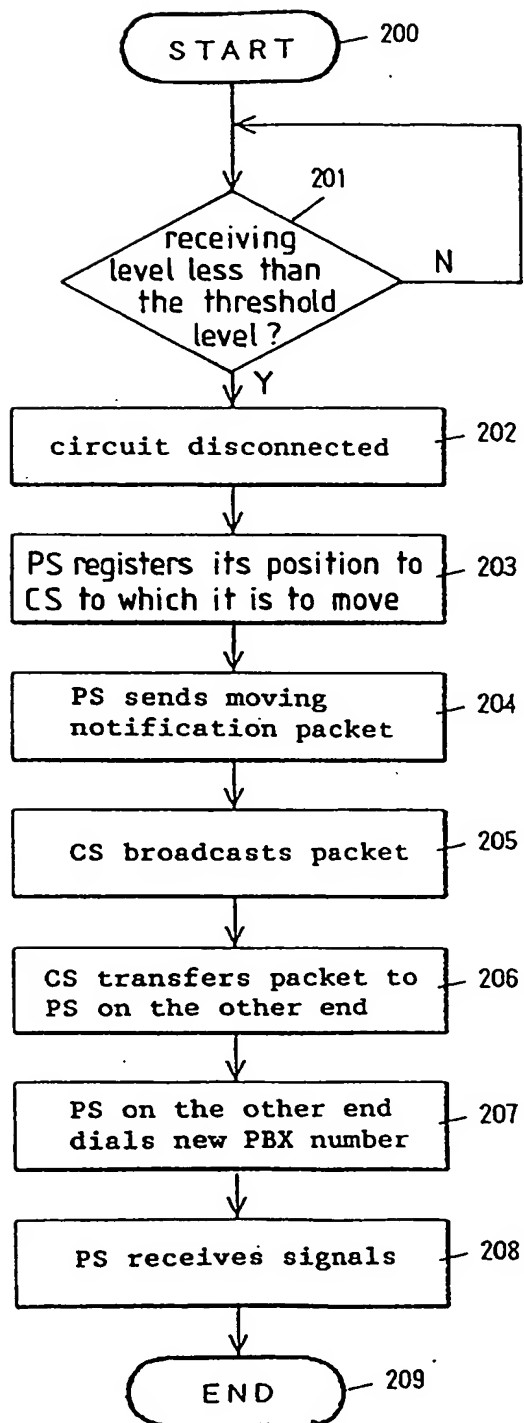 START
200
201
receiving
level less than
the threshold
level?
N
Y
circuit disconnected
202
PS registers its position to
CS to which it is to move
203
PS sends moving
notification packet
204
CS broadcasts packet
205
CS transfers packet to
PS on the other end
206
PS on the other end
dials new PBX number
207
PS receives signals
208
END
209